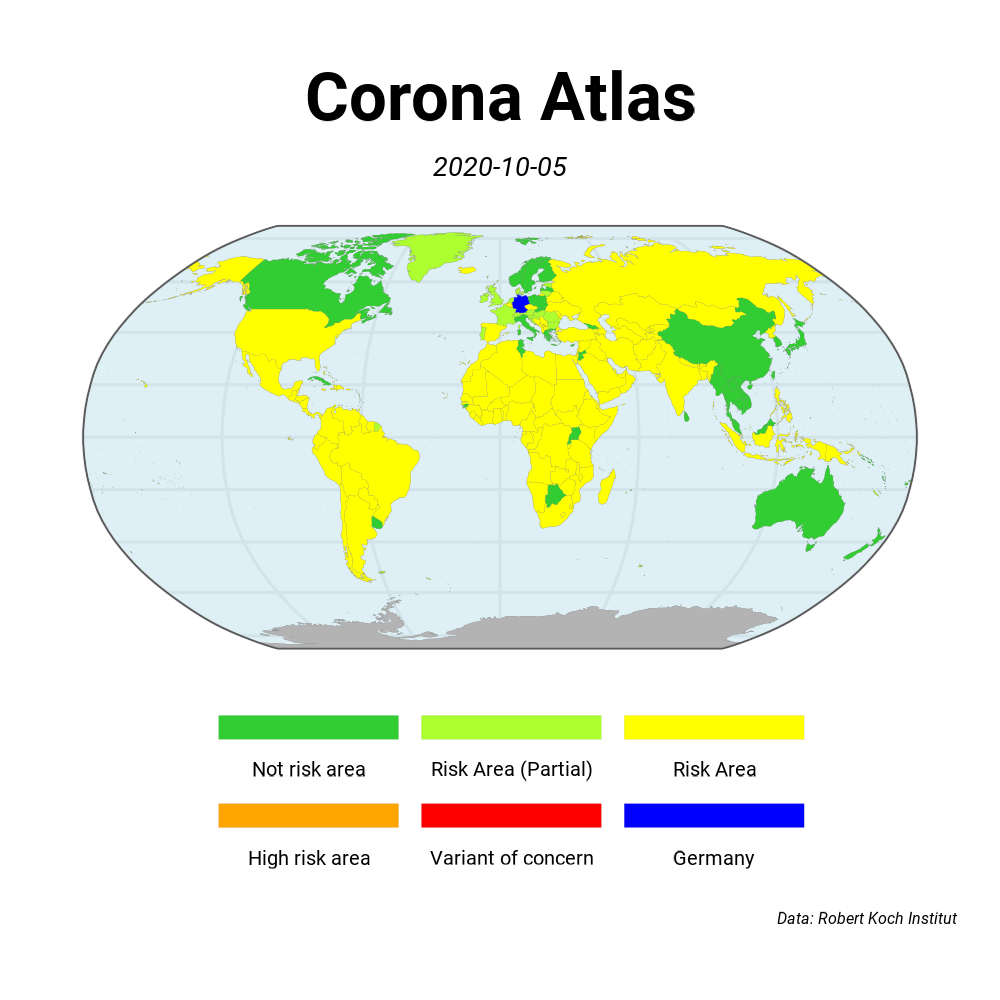 Corona Atlas
2020-10-05
Not risk area
Risk Area (Partial)
Risk Area
High risk area
Variant of concern
Germany
Data: Robert Koch Institut